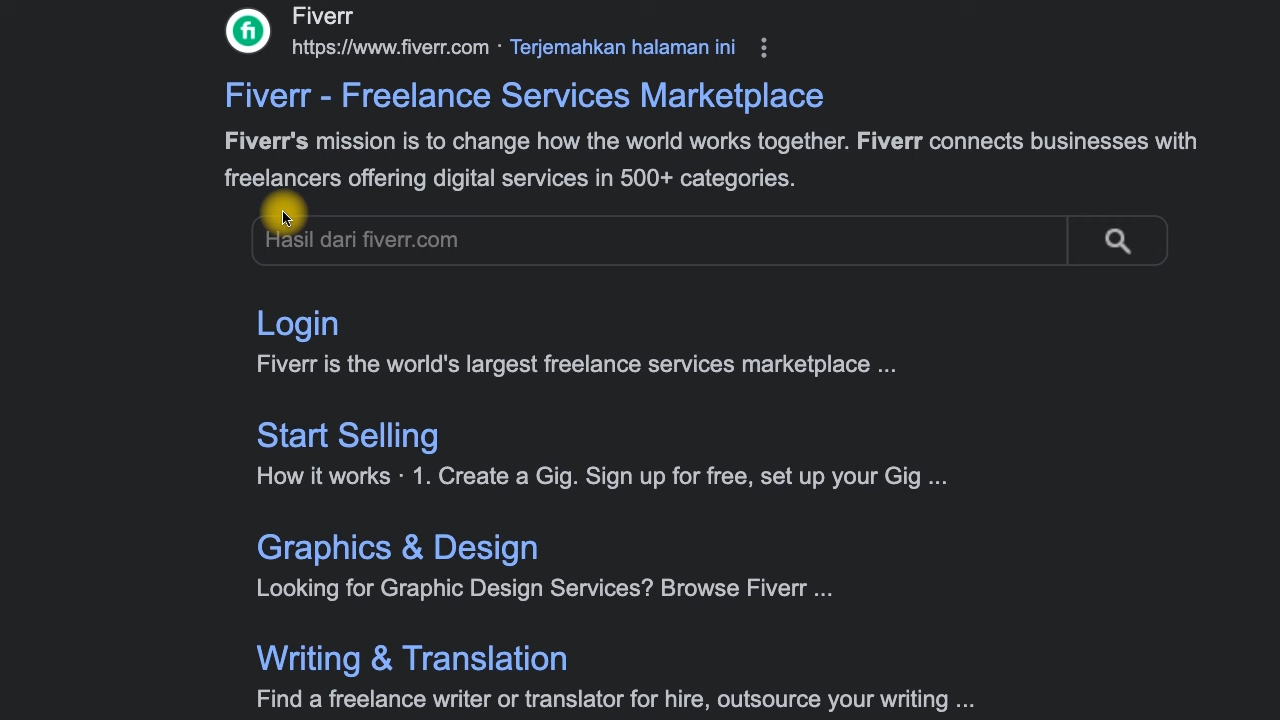 Fiverr
https://www.fiverr.com · Terjemahkan halaman ini
Fiverr - Freelance Services Marketplace
Fiverr's mission is to change how the world works together. Fiverr connects businesses with
freelancers offering digital services in 500+ categories.
Hasil dari fiverr.com
Login
Fiverr is the world's largest freelance services marketplace ...
Start Selling
How it works · 1. Create a Gig. Sign up for free, set up your Gig ...
Graphics & Design
Looking for Graphic Design Services? Browse Fiverr ...
Writing & Translation
Find a freelance writer or translator for hire, outsource your writing ...